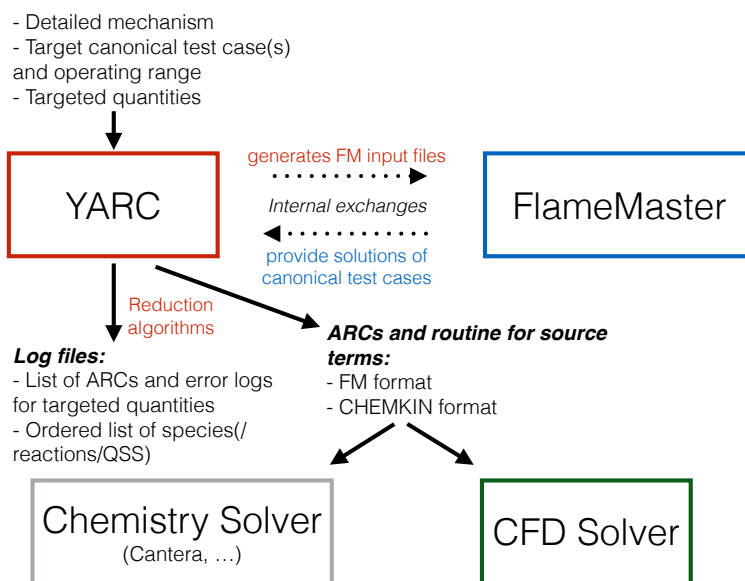 - Detailed mechanism
- Target canonical test case(s)
and operating range
- Targeted quantities
YARC
generates FM input files
Internal exchanges
provide solutions of
canonical test cases
FlameMaster
Reduction
algorithms
Log files:
- List of ARCs and error logs
for targeted quantities
- Ordered list of species(/
reactions/QSS)
ARCs and routine for source
terms:
- FM format
- CHEMKIN format
Chemistry Solver
(Cantera, ...)
CFD Solver